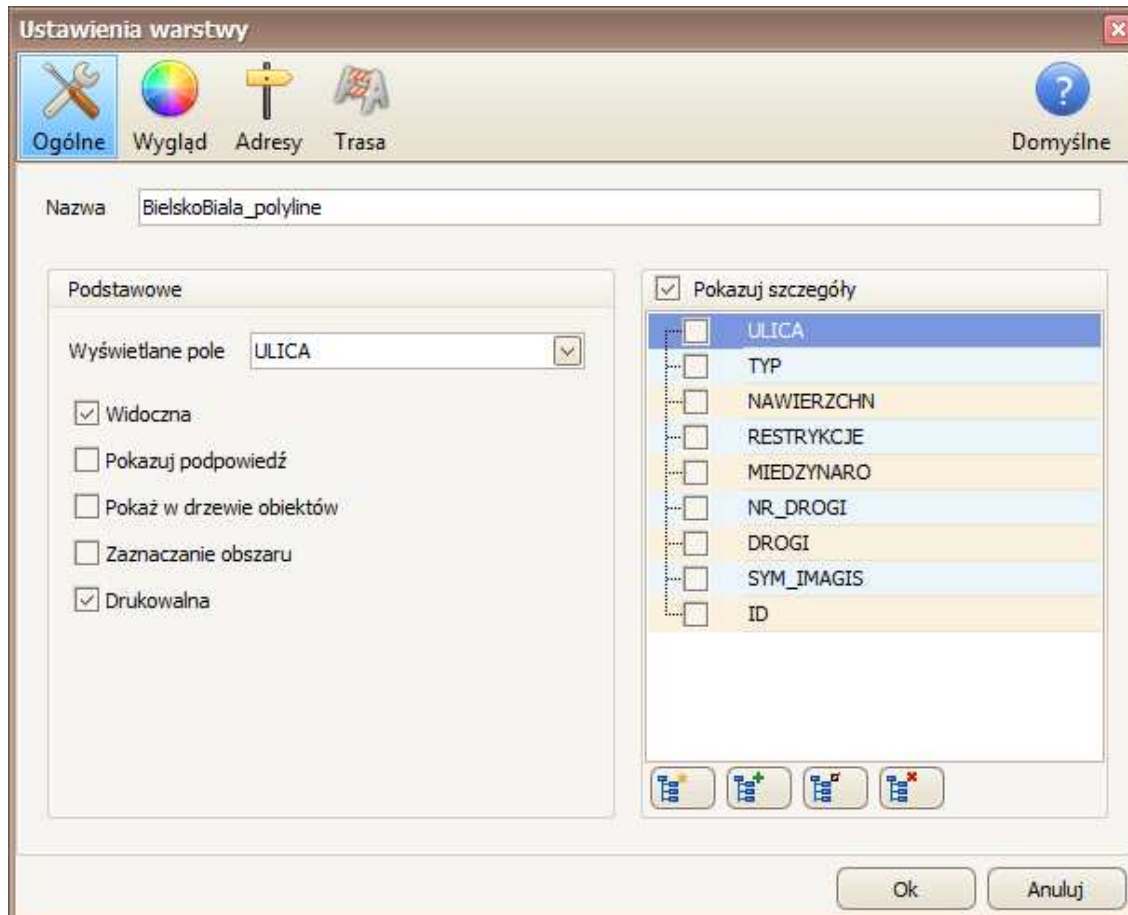 Ustawienia warstwy
Ogólne Wygląd Adresy Trasa Domyślne
Nazwa BielskoBiala_polyline
Podstawowe
Wyświetlane pole ULICA
Widoczna
Pokazuj podpowiedź
Pokaż w drzewie obiektów
Zaznaczanie obszaru
Drukowalna
Pokazuj szczegóły
ULICA
TYP
NAWIERZCHN
RESTRYKCJE
MIEDZYNARO
NR_DROGI
DROGI
SYM_IMAGIS
ID
Ok Anuluj